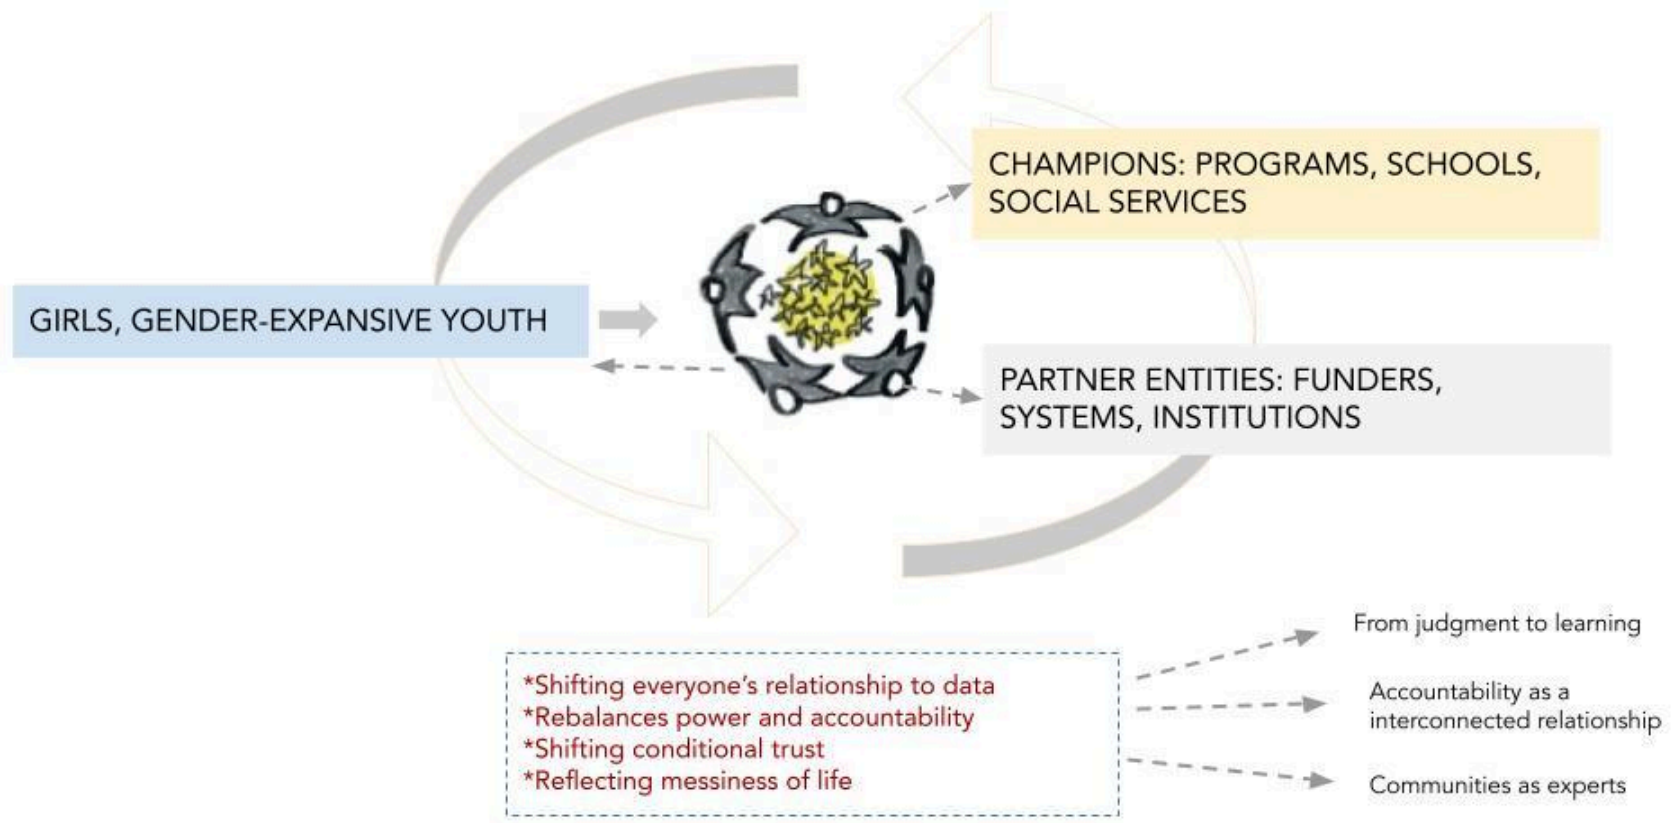 CHAMPIONS: PROGRAMS, SCHOOLS,
SOCIAL SERVICES
GIRLS, GENDER-EXPANSIVE YOUTH
PARTNER ENTITIES: FUNDERS,
SYSTEMS, INSTITUTIONS
*Shifting everyone’s relationship to data
*Rebalances power and accountability
*Shifting conditional trust
*Reflecting messiness of life
From judgment to learning
Accountability as a
interconnected relationship
Communities as experts